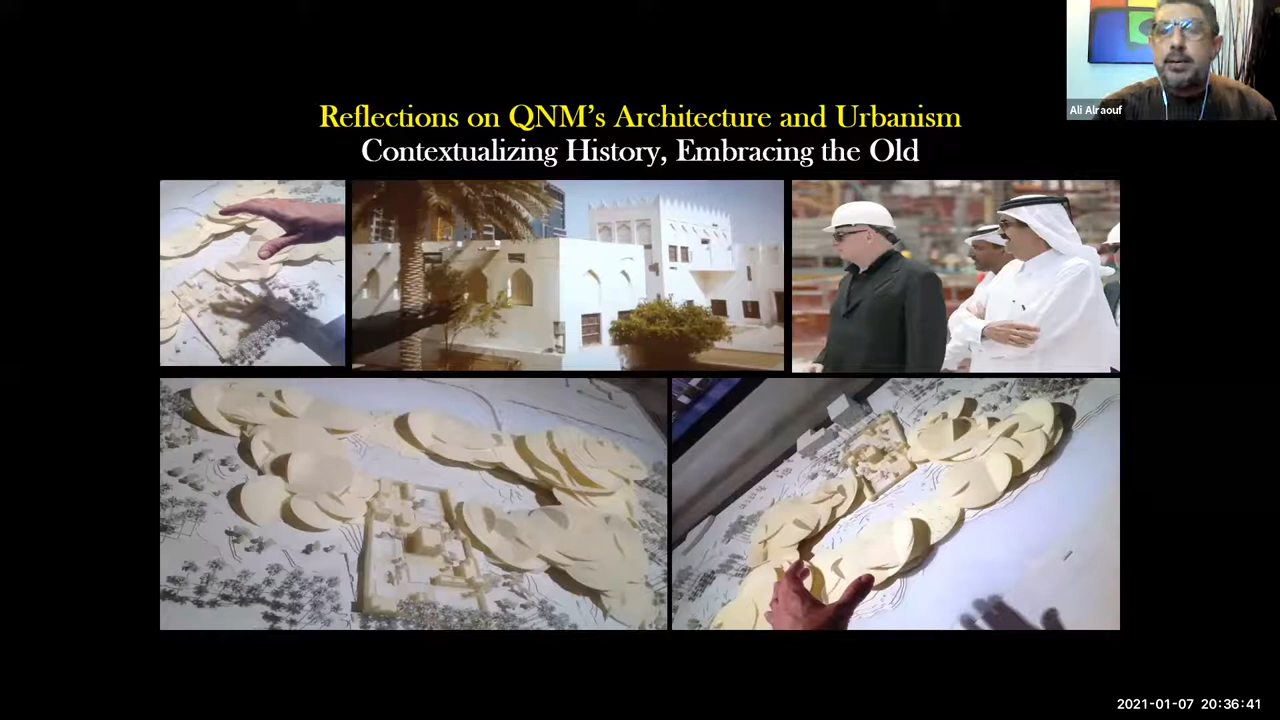 Ali Alraouf
Reflections on QNM's Architecture and Urbanism
Contextualizing History, Embracing the Old
2021-01-07 20:36:41